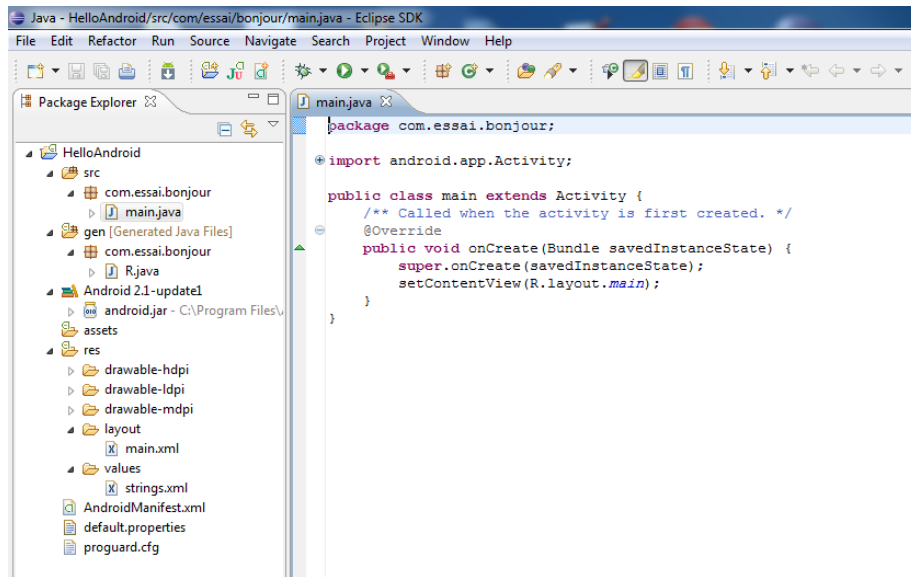 Java - HelloAndroid/src/com/essai/bonjour/main.java - Eclipse SDK
File Edit Refactor Run Source Navigate Search Project Window Help
Package Explorer
HelloAndroid
src
com.essai.bonjour
main.java
gen [Generated Java Files]
com.essai.bonjour
R.java
Android 2.1-update1
android.jar - C:\Program Files\
assets
res
drawable-hdpi
drawable-ldpi
drawable-mdpi
layout
main.xml
values
strings.xml
AndroidManifest.xml
default.properties
proguard.cfg
main.java
package com.essai.bonjour;
import android.app.Activity;
public class main extends Activity {
/** Called when the activity is first created. */
@Override
public void onCreate(Bundle savedInstanceState) {
super.onCreate(savedInstanceState);
setContentView(R.layout.main);
}
}